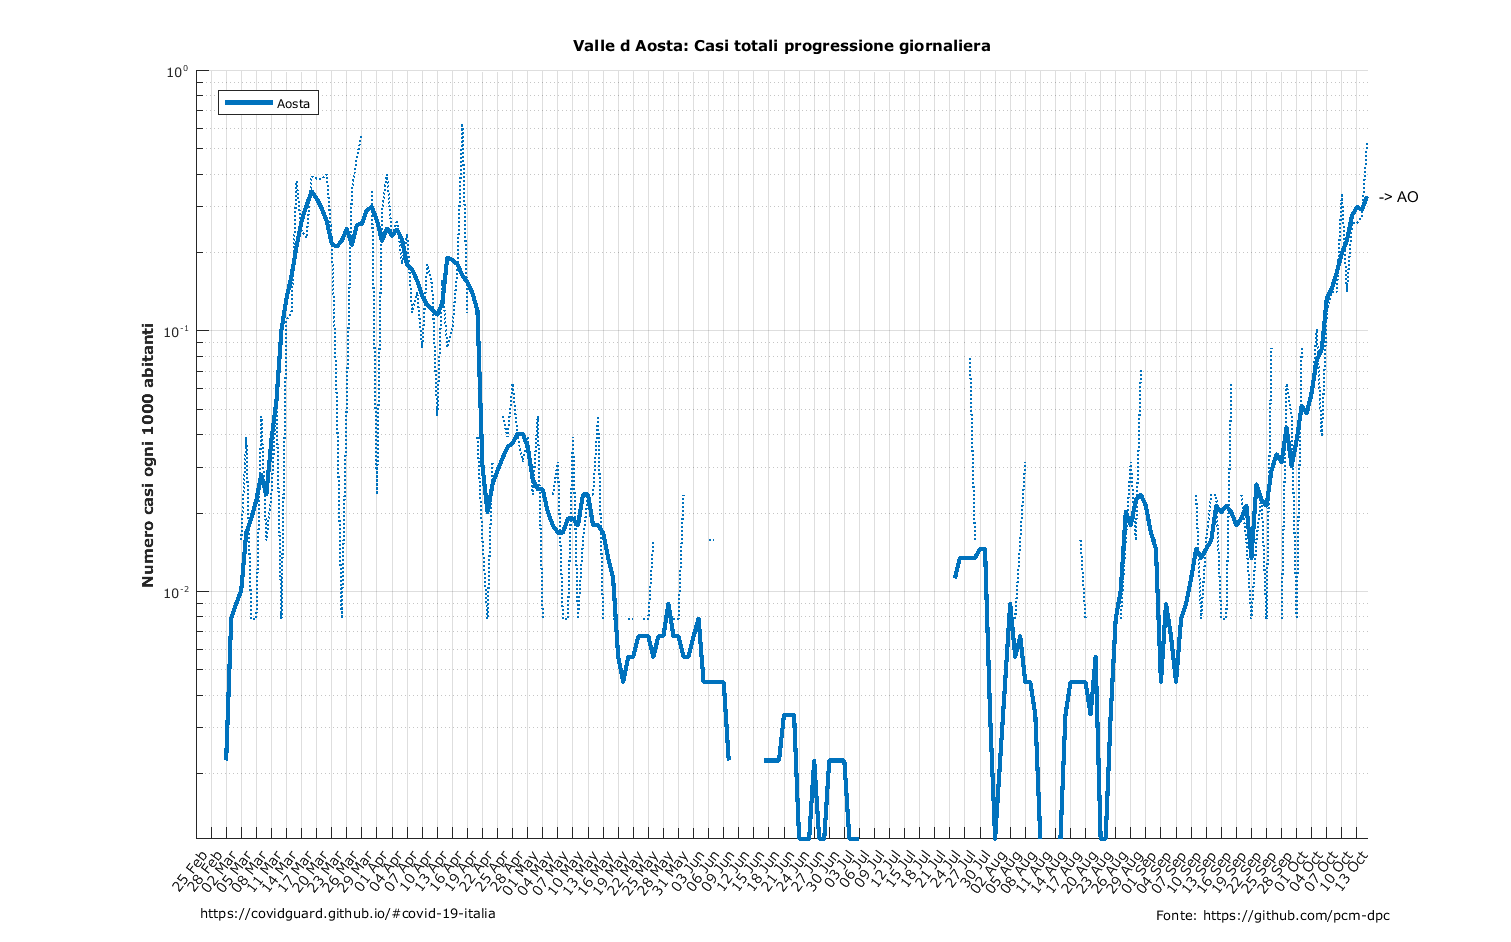 Valle d Aosta: Casi totali progressione giornaliera
10⁰
Aosta
-> AO
10⁻¹
Numero casi ogni 1000 abitanti
10⁻²
25 Feb
28 Feb
02 Mar
05 Mar
08 Mar
11 Mar
14 Mar
17 Mar
20 Mar
23 Mar
26 Mar
29 Mar
01 Apr
04 Apr
07 Apr
10 Apr
13 Apr
16 Apr
19 Apr
22 Apr
25 Apr
28 Apr
01 May
04 May
07 May
10 May
13 May
16 May
19 May
22 May
25 May
28 May
31 May
03 Jun
06 Jun
09 Jun
12 Jun
15 Jun
18 Jun
21 Jun
24 Jun
27 Jun
30 Jun
03 Jul
06 Jul
09 Jul
12 Jul
15 Jul
18 Jul
21 Jul
24 Jul
27 Jul
30 Jul
02 Aug
05 Aug
08 Aug
11 Aug
14 Aug
17 Aug
20 Aug
23 Aug
26 Aug
29 Aug
01 Sep
04 Sep
07 Sep
10 Sep
13 Sep
16 Sep
19 Sep
22 Sep
25 Sep
28 Sep
01 Oct
04 Oct
07 Oct
10 Oct
13 Oct
https://covidguard.github.io/#covid-19-italia
Fonte: https://github.com/pcm-dpc